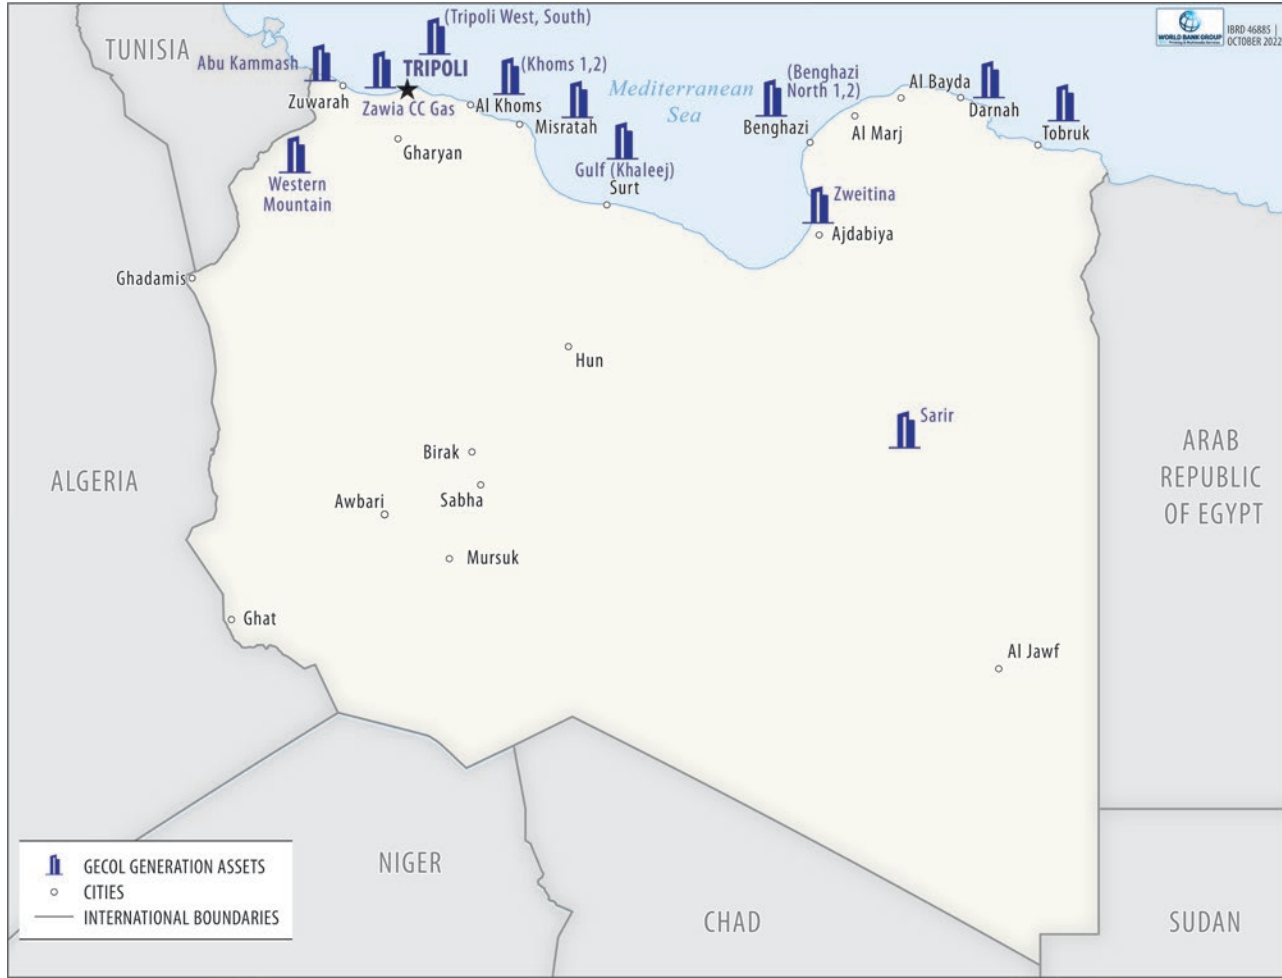 TUNISIA
(Tripoli West, South)
WORLD BANK GROUP
IBRD 46885 |
OCTOBER 2022
Abu Kammash
TRIPOLI
(Khoms 1,2)
Zuwarah
Zawia CC Gas
Al Khoms
Misratah
Mediterranean
Sea
(Benghazi
North 1,2)
Benghazi
Al Bayda
Al Marj
Darnah
Tobruk
Gharyan
Western
Mountain
Gulf (Khaleej)
Surt
Zweitina
Ajdabiya
Ghadamis
Hun
Sarir
Birak
Sabha
Awbari
Mursuk
ALGERIA
ARAB
REPUBLIC
OF EGYPT
Ghat
Al Jawf
GECOL GENERATION ASSETS
CITIES
INTERNATIONAL BOUNDARIES
NIGER
CHAD
SUDAN